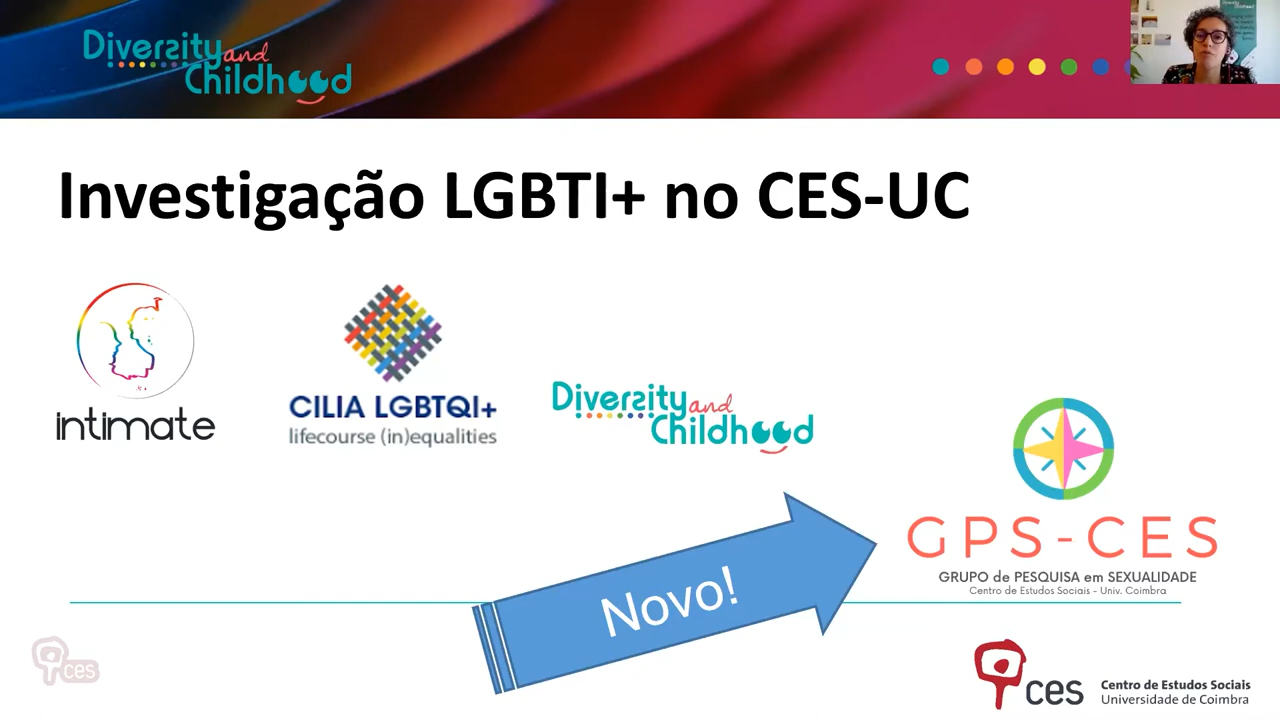 Diversity and
Childhood
Investigação LGBTI+ no CES-UC
intimate
CILIA LGBTQI+
lifecourse (in)equalities
Diversity and
Childhood
GPS-CES
GRUPO de PESQUISA em SEXUALIDADE
Centro de Estudos Sociais - Univ. Coimbra
Novo!
ces
ces
Centro de Estudos Sociais
Universidade de Coimbra